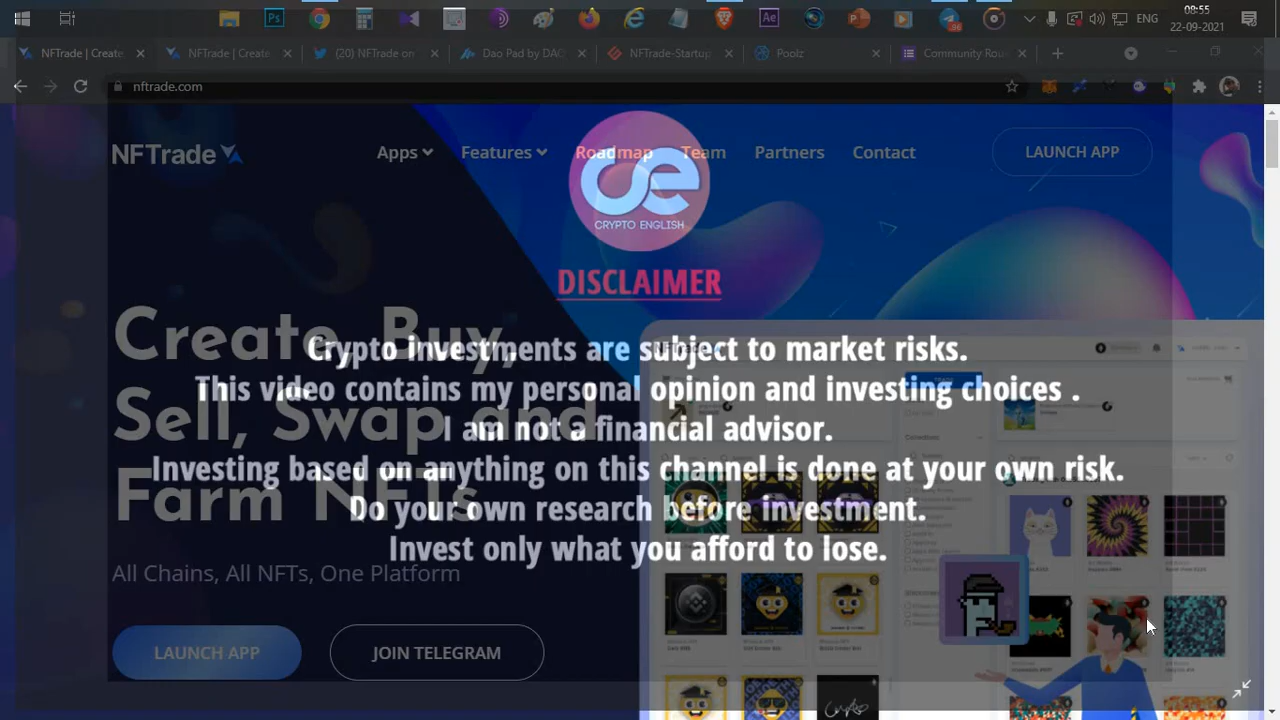 08:55
ENG
22-09-2021
96
NFTrade | Create,
NFTrade | Create
(20) NFTrade on
Dao Pad by DAO
NFTrade-Startup
Poolz
Community Rou
nftrade.com
NFTrade
Apps
Features
Roadmap
Team
Partners
Contact
LAUNCH APP
CRYPTO ENGLISH
DISCLAIMER
Create, Buy,
Sell, Swap and
Farm NFTs
Crypto investments are subject to market risks.
This video contains my personal opinion and investing choices .
I am not a financial advisor.
Investing based on anything on this channel is done at your own risk.
Do your own research before investment.
Invest only what you afford to lose.
All Chains, All NFTs, One Platform
LAUNCH APP
JOIN TELEGRAM